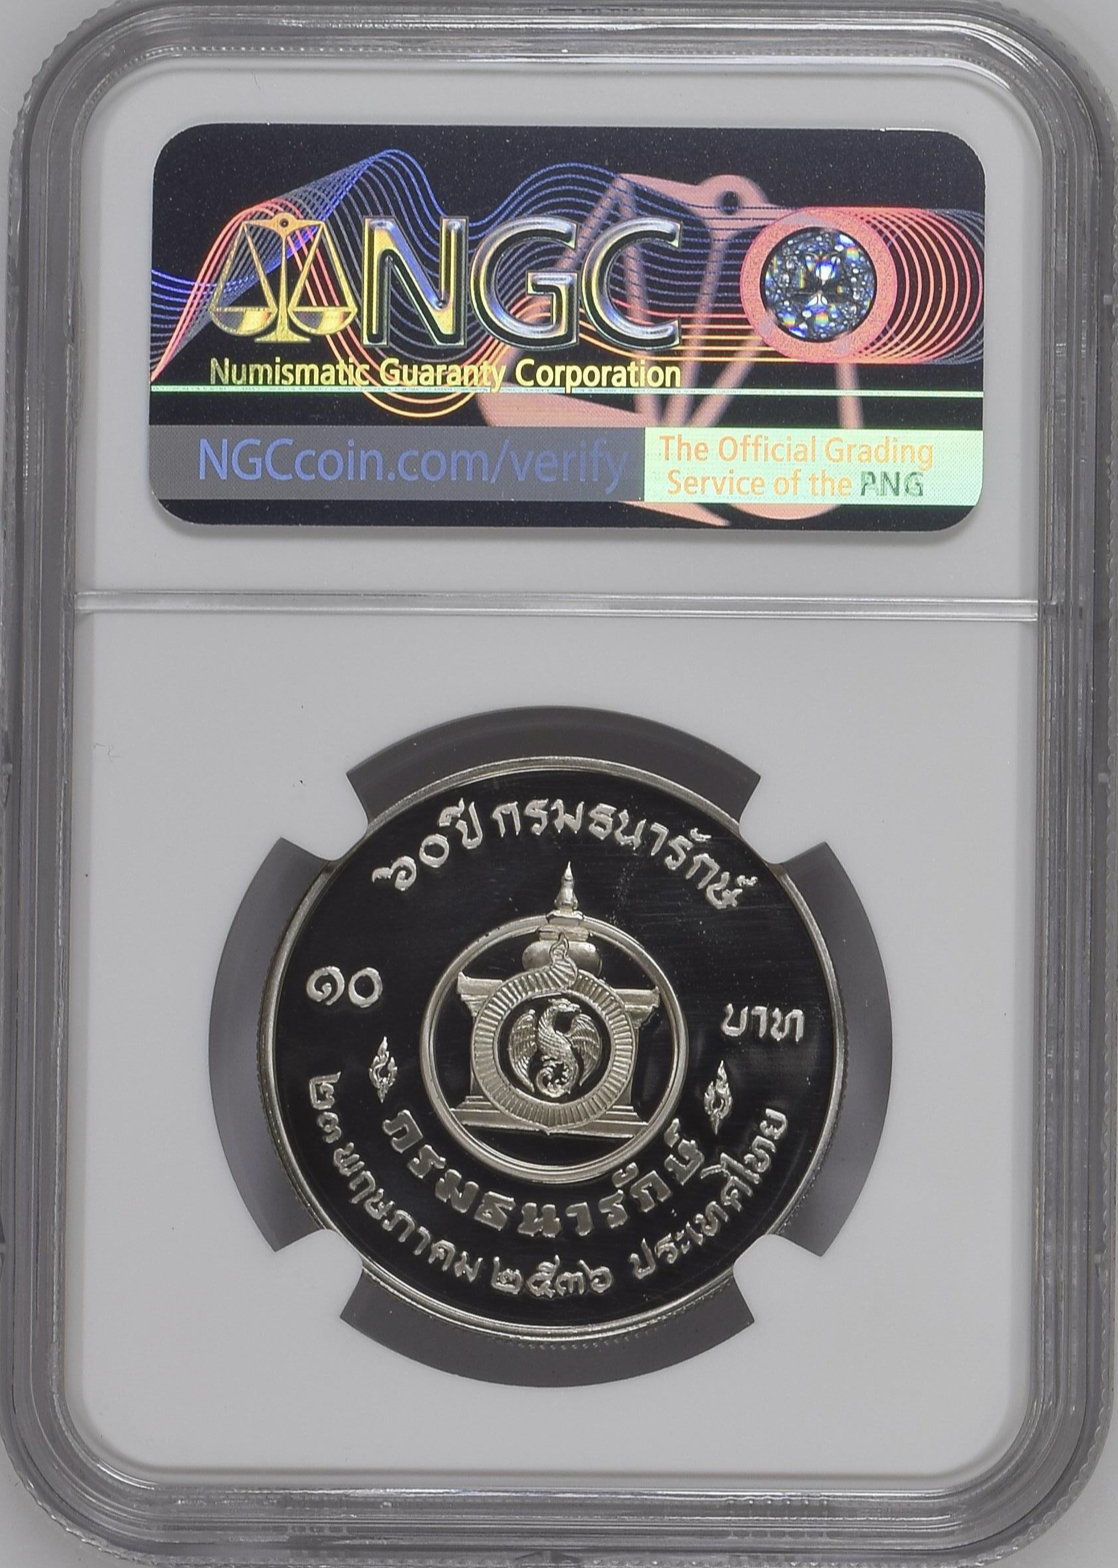 NGC
Numismatic Guaranty Corporation
NGCcoin.com/verify
The Official Grading
Service of the PNG
๖๐ ปี กรมธนารักษ์
๑๐
บาท
กรมธนารักษ์
๒๓ พฤษภาคม ๒๕๓๖ ประเทศไทย